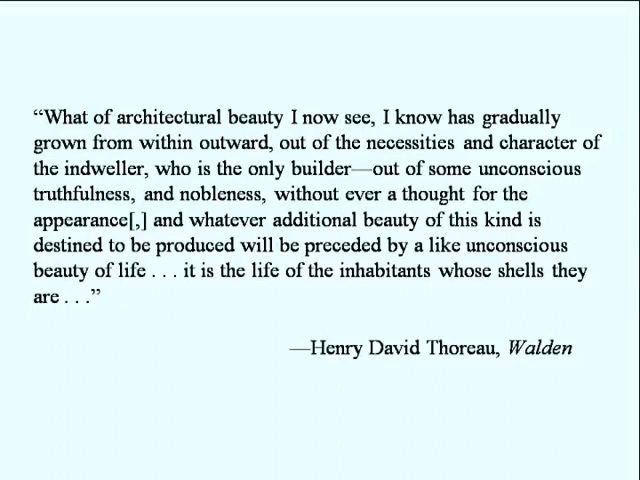 “What of architectural beauty I now see, I know has gradually
grown from within outward, out of the necessities and character of
the indweller, who is the only builder—out of some unconscious
truthfulness, and nobleness, without ever a thought for the
appearance[,] and whatever additional beauty of this kind is
destined to be produced will be preceded by a like unconscious
beauty of life . . . it is the life of the inhabitants whose shells they
are . . .”
—Henry David Thoreau, Walden